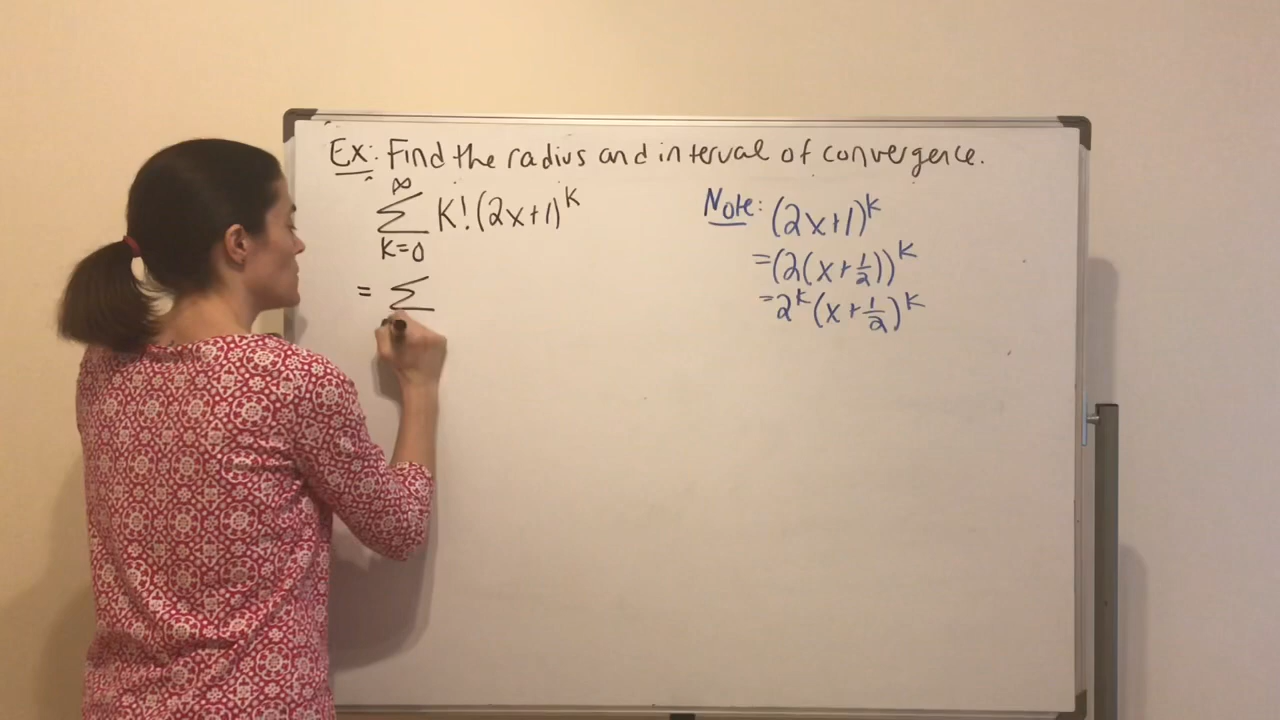 Ex: Find the radius and interval of convergence.
∞
∑ K!(2x+1)^k
K=0
= ∑
Note: (2x+1)^k
=(2(x+1/2))^k
=2^k(x+1/2)^k